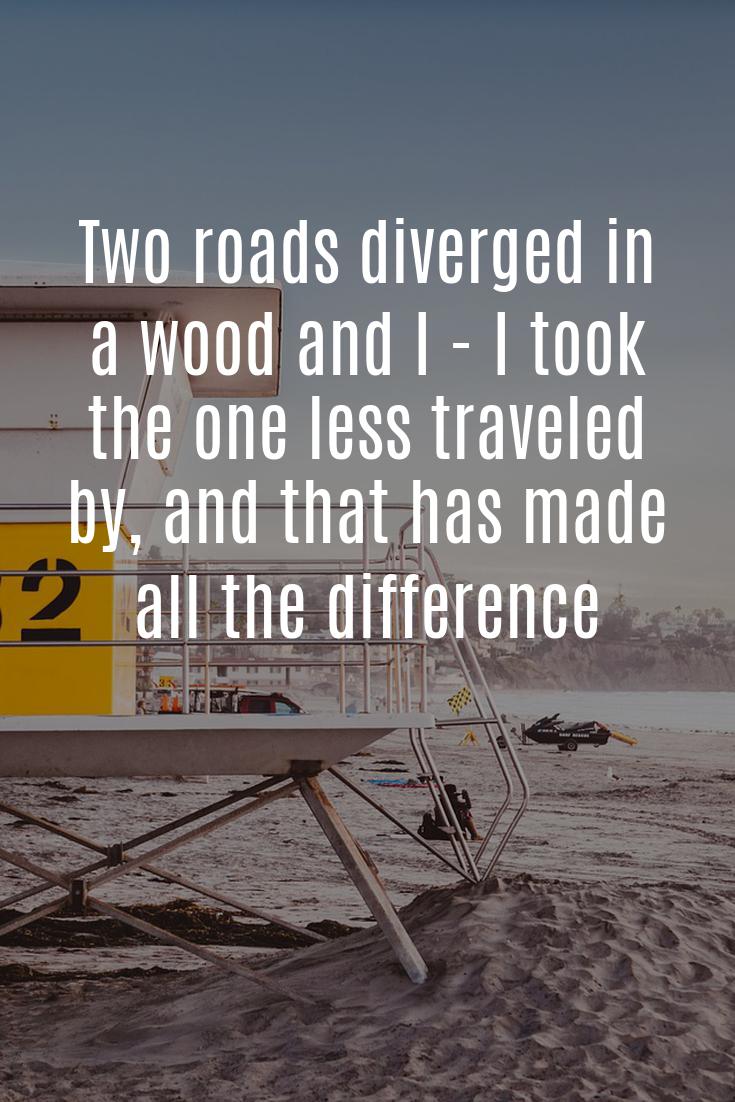 Two roads diverged in
a wood and I - I took
the one less traveled
by, and that has made
all the difference
32